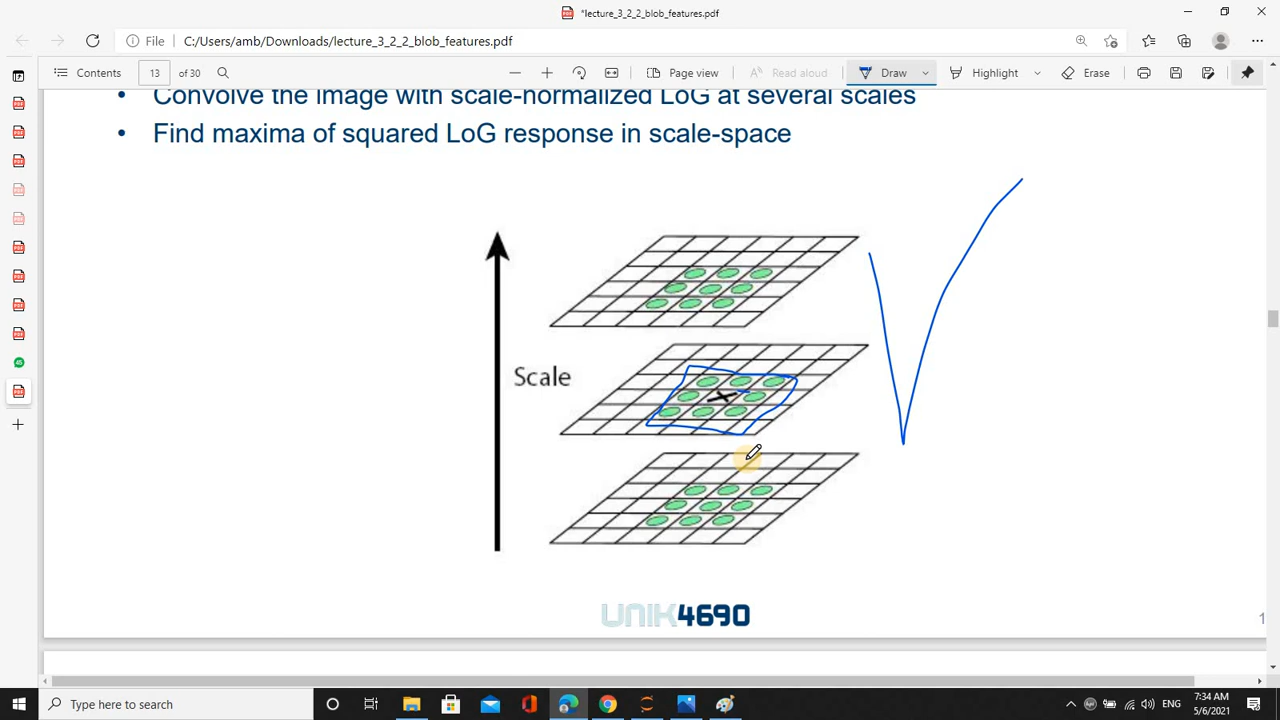 *lecture_3_2_2_blob_features.pdf
File C:/Users/amb/Downloads/lecture_3_2_2_blob_features.pdf
Contents 13 of 30 Page view Read aloud Draw Highlight Erase
• Convolve the image with scale-normalized LoG at several scales
• Find maxima of squared LoG response in scale-space
Scale
UNIK4690
1
Type here to search
ENG
7:34 AM
5/6/2021